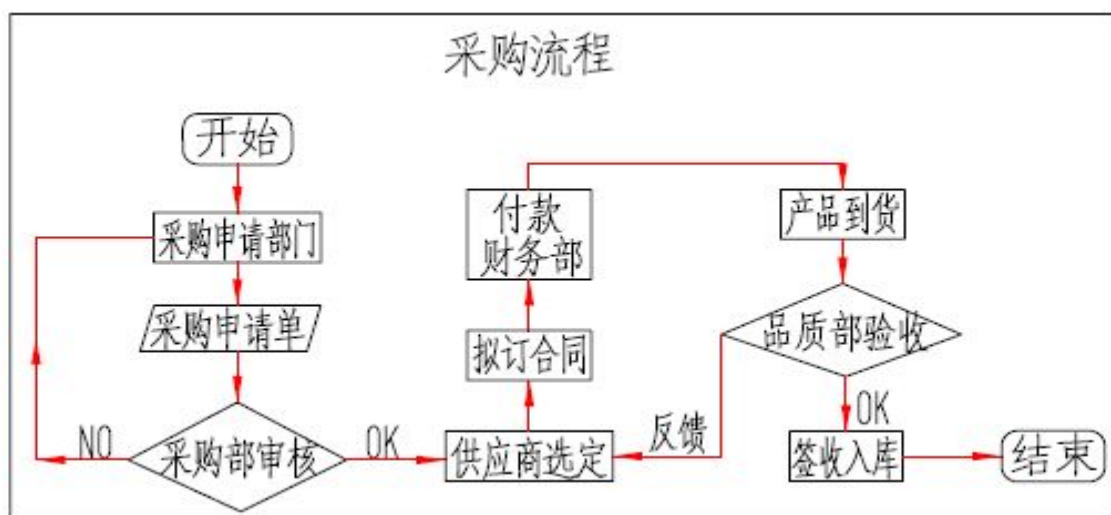 采购流程
开始
采购申请部门
采购申请单
采购部审核
NO
OK
供应商选定
拟订合同
付款
财务部
产品到货
品质部验收
反馈
OK
签收入库
结束